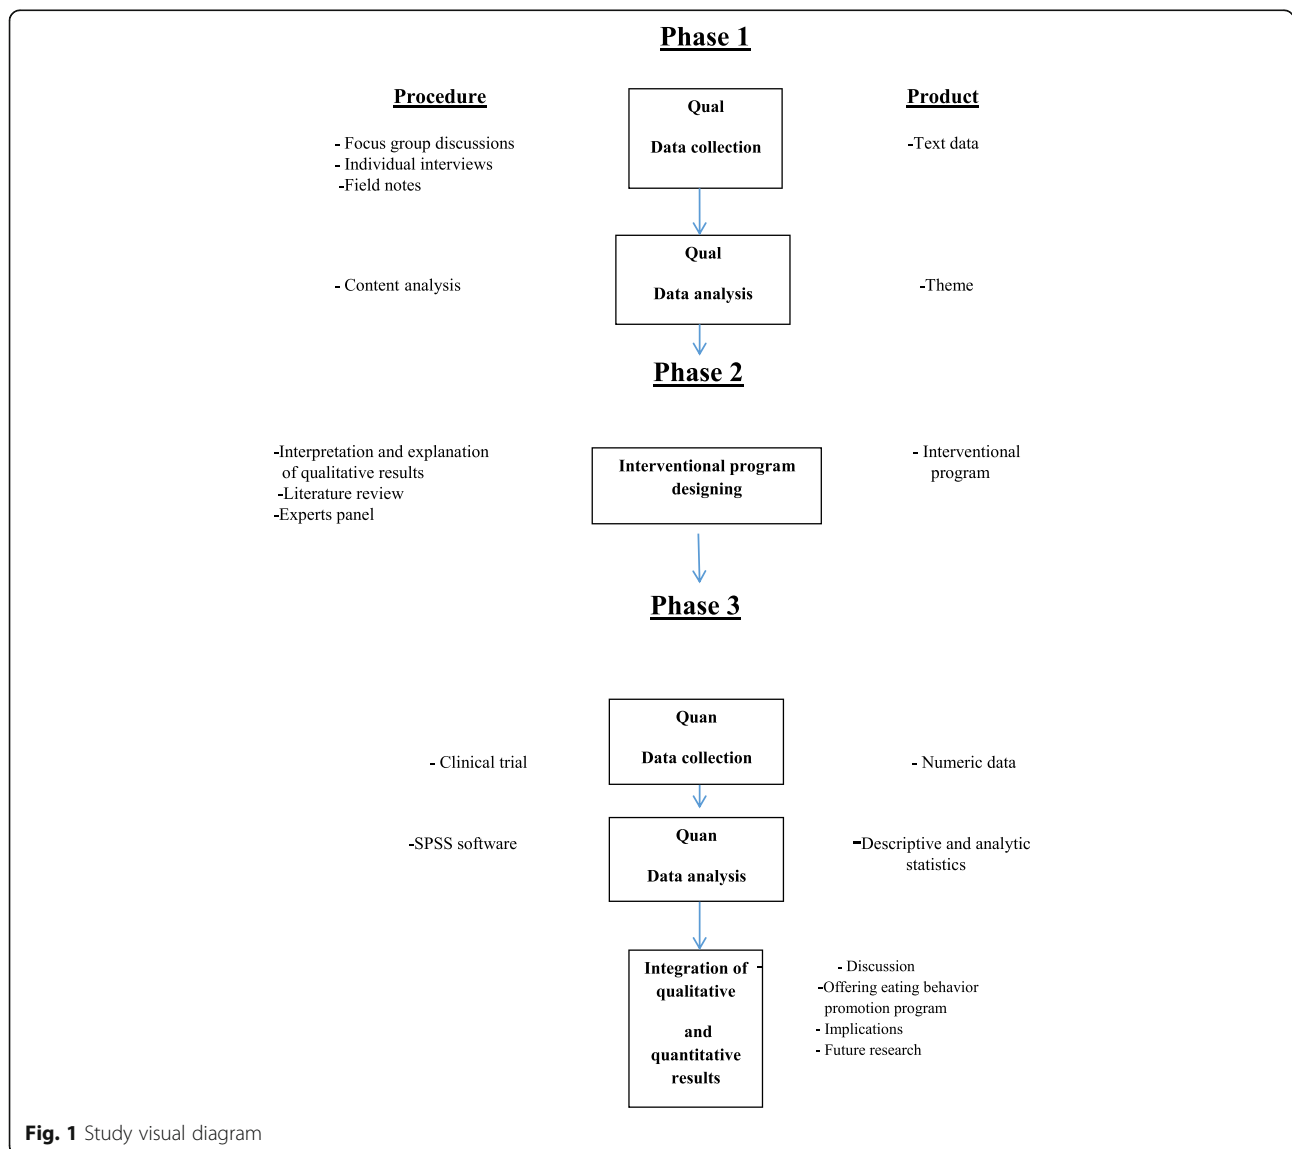 Phase 1
Procedure
Qual
Product
Data collection
- Focus group discussions
- Individual interviews
-Field notes
-Text data
Qual
Data analysis
- Content analysis
-Theme
Phase 2
-Interpretation and explanation
of qualitative results
-Literature review
-Experts panel
Interventional program
designing
- Interventional
program
Phase 3
Quan
Data collection
- Clinical trial
- Numeric data
Quan
Data analysis
-SPSS software
-Descriptive and analytic
statistics
Integration of
qualitative
and
quantitative
results
- Discussion
-Offering eating behavior
promotion program
- Implications
- Future research
Fig. 1 Study visual diagram